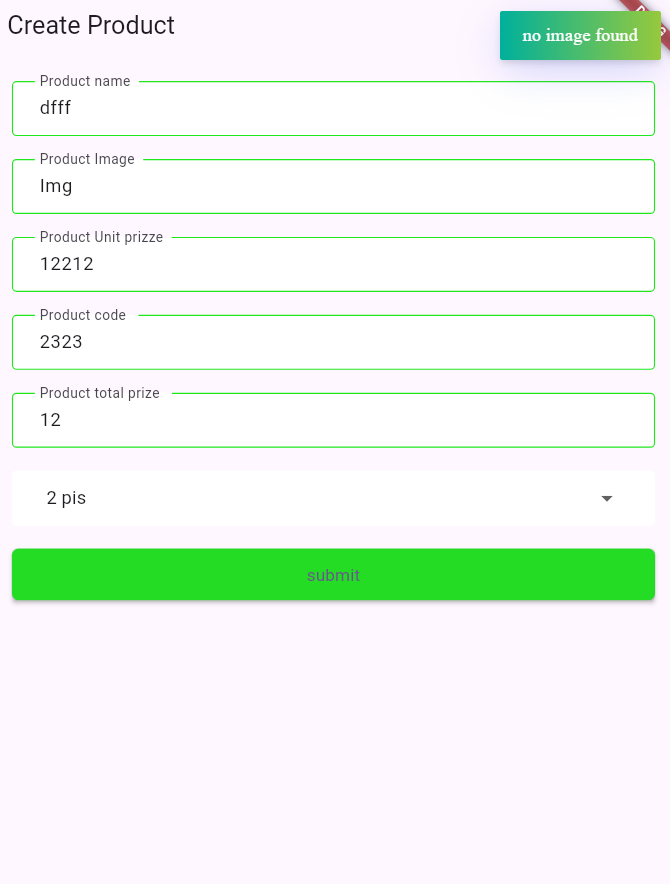 Create Product
no image found
Product name
dfff
Product Image
Img
Product Unit prizze
12212
Product code
2323
Product total prize
12
2 pis
submit